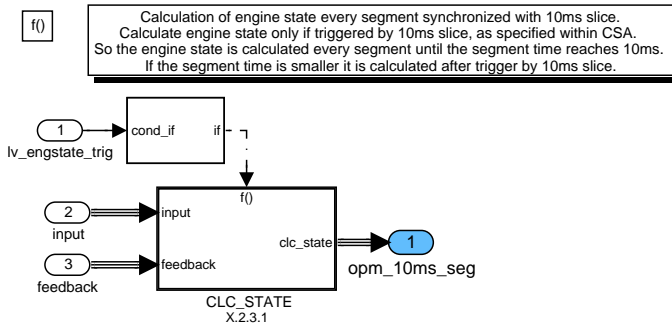 f()
Calculation of engine state every segment synchronized with 10ms slice.
Calculate engine state only if triggered by 10ms slice, as specified within CSA.
So the engine state is calculated every segment until the segment time reaches 10ms.
If the segment time is smaller it is calculated after trigger by 10ms slice.
1
cond_if
if
lv_engstate_trig
f()
2
input
input
clc_state
1
3
feedback
opm_10ms_seg
feedback
CLC_STATE
X.2.3.1